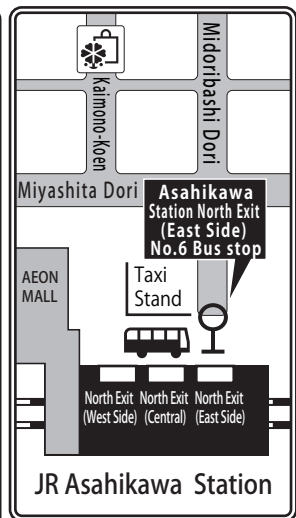 Kaimono-Koen
Midoribashi Dori
Miyashita Dori
Asahikawa
Station North Exit
(East Side)
No.6 Bus stop
AEON
MALL
Taxi
Stand
North Exit
(West Side)
North Exit
(Central)
North Exit
(East Side)
JR Asahikawa Station